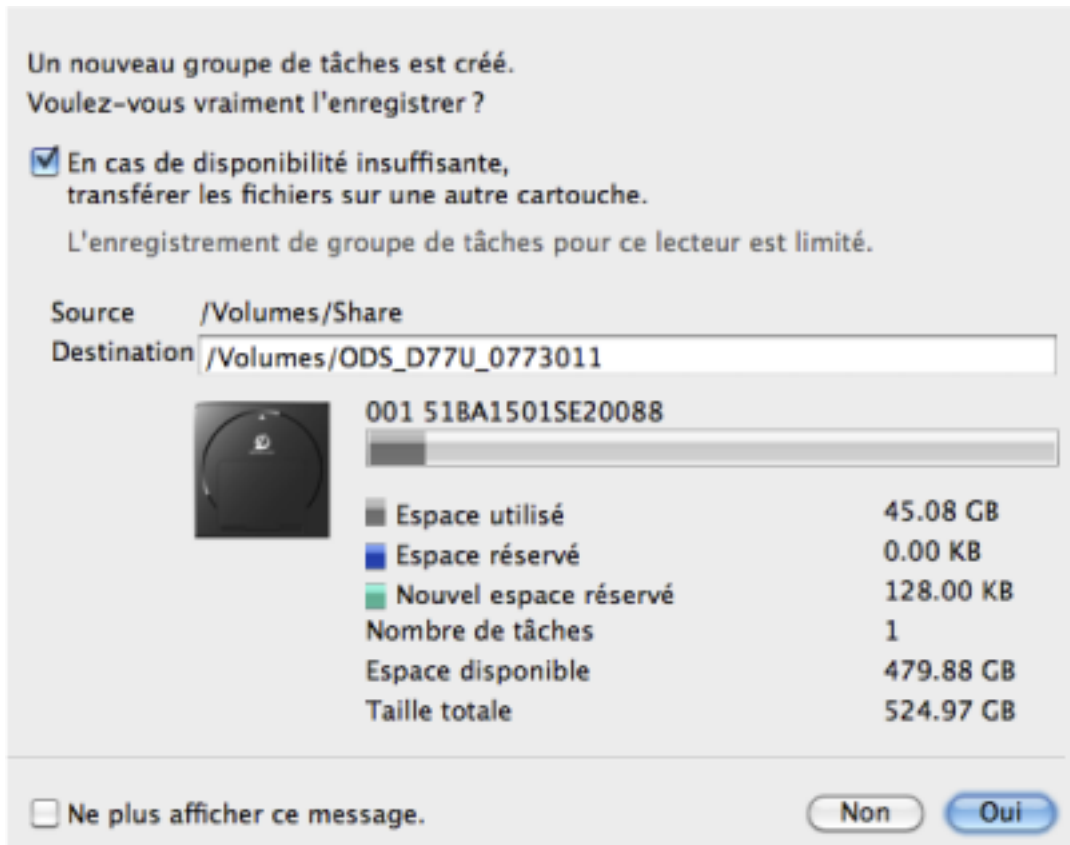 Un nouveau groupe de tâches est créé.
Voulez-vous vraiment l'enregistrer ?
En cas de disponibilité insuffisante,
transférer les fichiers sur une autre cartouche.
L'enregistrement de groupe de tâches pour ce lecteur est limité.
Source /Volumes/Share
Destination /Volumes/ODS_D77U_0773011
001 51BA1501SE20088
Espace utilisé 45.08 GB
Espace réservé 0.00 KB
Nouvel espace réservé 128.00 KB
Nombre de tâches 1
Espace disponible 479.88 GB
Taille totale 524.97 GB
Ne plus afficher ce message. Non Oui